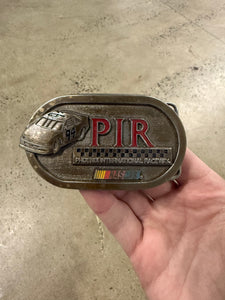 PIR
PHOENIX INTERNATIONAL RACEWAY
NASCAR